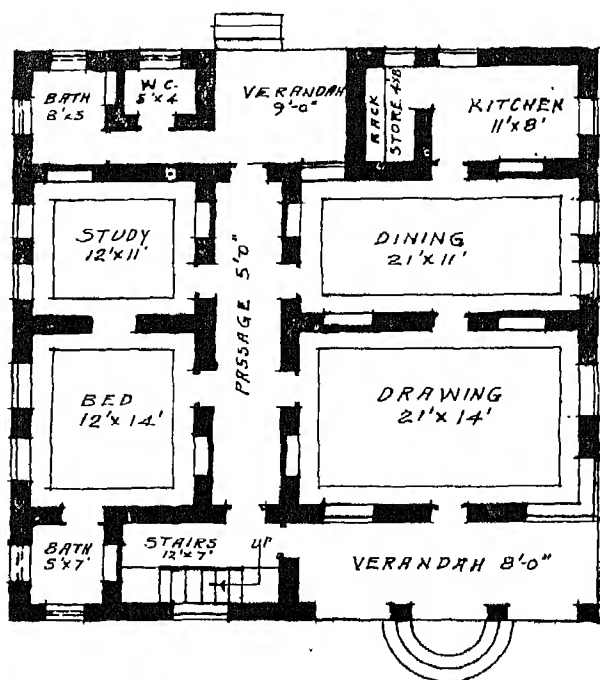 BATH
8'x5
W.C.
5'x4
VERANDAH
9'-0"
RACK
STORE 4'x8'
KITCHEN
11'x8'
STUDY
12'x11'
DINING
21'x11'
PASSAGE 5'0"
BED
12'x14'
DRAWING
21'x14'
BATH
5'x7'
STAIRS
12'x7'
UP
VERANDAH 8'-0"